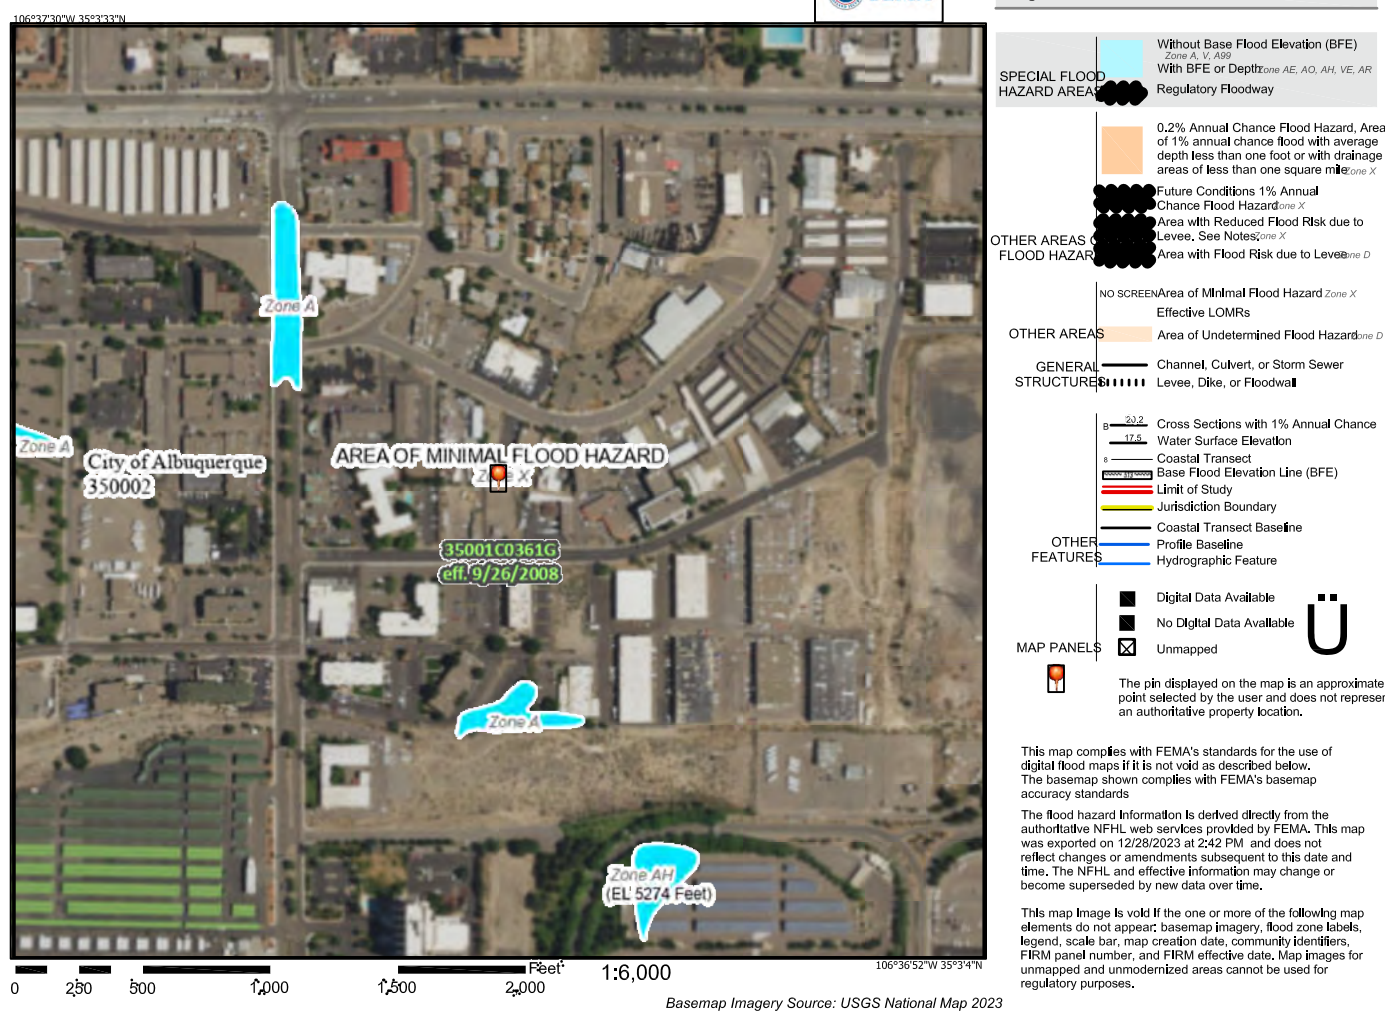 106°37'30"W 35°3'33"N
Zone A
Zone A
City of Albuquerque
350002
AREA OF MINIMAL FLOOD HAZARD
Zone X
35001C0361G
eff. 9/26/2008
Zone A
Zone AH
(EL 5274 Feet)
106°36'52"W 35°3'4"N
0 250 500 1,000 1,500 2,000
Feet
1:6,000
Basemap Imagery Source: USGS National Map 2023
SPECIAL FLOOD
HAZARD AREAS
Without Base Flood Elevation (BFE)
Zone A, V, A99
With BFE or Depth Zone AE, AO, AH, VE, AR
Regulatory Floodway
0.2% Annual Chance Flood Hazard, Area
of 1% annual chance flood with average
depth less than one foot or with drainage
areas of less than one square mile Zone X
Future Conditions 1% Annual
Chance Flood Hazard Zone X
Area with Reduced Flood Risk due to
Levee. See Notes. Zone X
Area with Flood Risk due to Levee Zone D
OTHER AREAS O
FLOOD HAZAR
NO SCREEN Area of Minimal Flood Hazard Zone X
Effective LOMRs
OTHER AREAS
Area of Undetermined Flood Hazard Zone D
GENERAL
STRUCTURES
Channel, Culvert, or Storm Sewer
Levee, Dike, or Floodwall
B 20.2 Cross Sections with 1% Annual Chance
17.5 Water Surface Elevation
8 Coastal Transect
Base Flood Elevation Line (BFE)
Limit of Study
Jurisdiction Boundary
Coastal Transect Baseline
OTHER
FEATURES
Profile Baseline
Hydrographic Feature
Digital Data Available
No Digital Data Available
Unmapped
MAP PANELS
Ü
The pin displayed on the map is an approximate
point selected by the user and does not represen
an authoritative property location.
This map complies with FEMA's standards for the use of
digital flood maps if it is not void as described below.
The basemap shown complies with FEMA's basemap
accuracy standards
The flood hazard information is derived directly from the
authoritative NFHL web services provided by FEMA. This map
was exported on 12/28/2023 at 2:42 PM and does not
reflect changes or amendments subsequent to this date and
time. The NFHL and effective information may change or
become superseded by new data over time.
This map image is void if the one or more of the following map
elements do not appear: basemap imagery, flood zone labels,
legend, scale bar, map creation date, community identifiers,
FIRM panel number, and FIRM effective date. Map images for
unmapped and unmodernized areas cannot be used for
regulatory purposes.